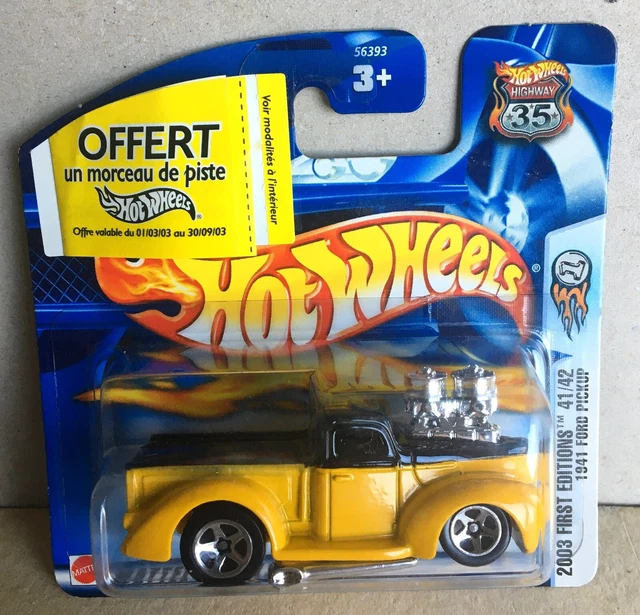 56393
3+
Hot Wheels
HIGHWAY
35
OFFERT
un morceau de piste
Hot Wheels®
Offre valable du 01/03/03 au 30/09/03
Voir modalités à l'intérieur
Hot Wheels®
2003 FIRST EDITIONS™ 41/42
1941 FORD PICKUP
MATTE